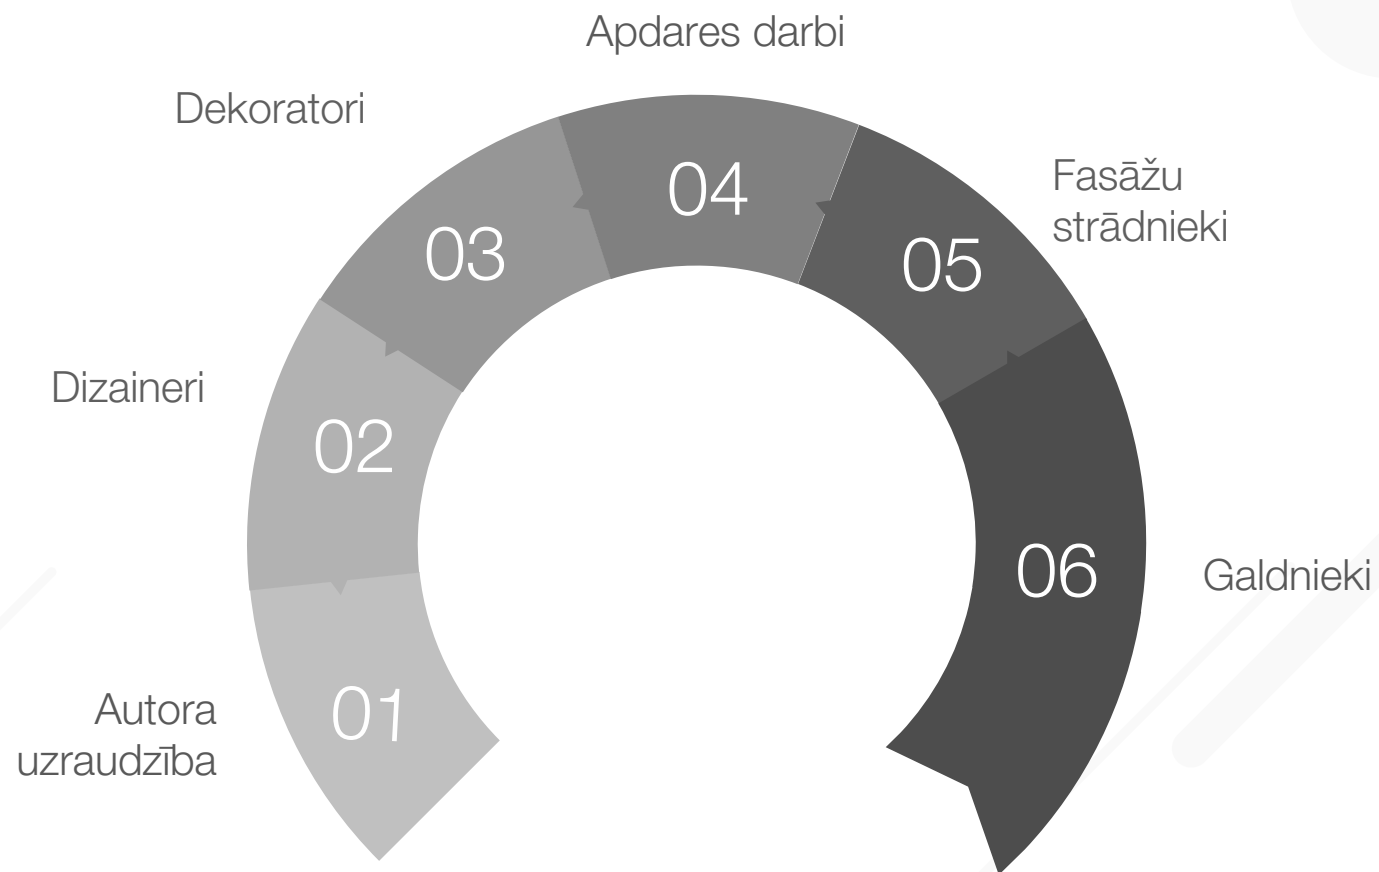 Apdares darbi
Dekoratori
04
Fasāžu
strādnieki
03
05
Dizaineri
02
06
Galdnieki
Autora
uzraudzība
01